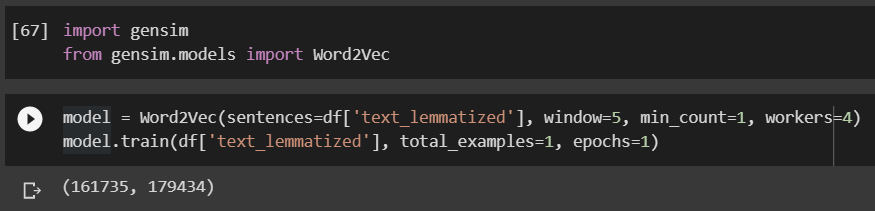 [67] import gensim
from gensim.models import Word2Vec
model = Word2Vec(sentences=df['text_lemmatized'], window=5, min_count=1, workers=4)
model.train(df['text_lemmatized'], total_examples=1, epochs=1)
(161735, 179434)